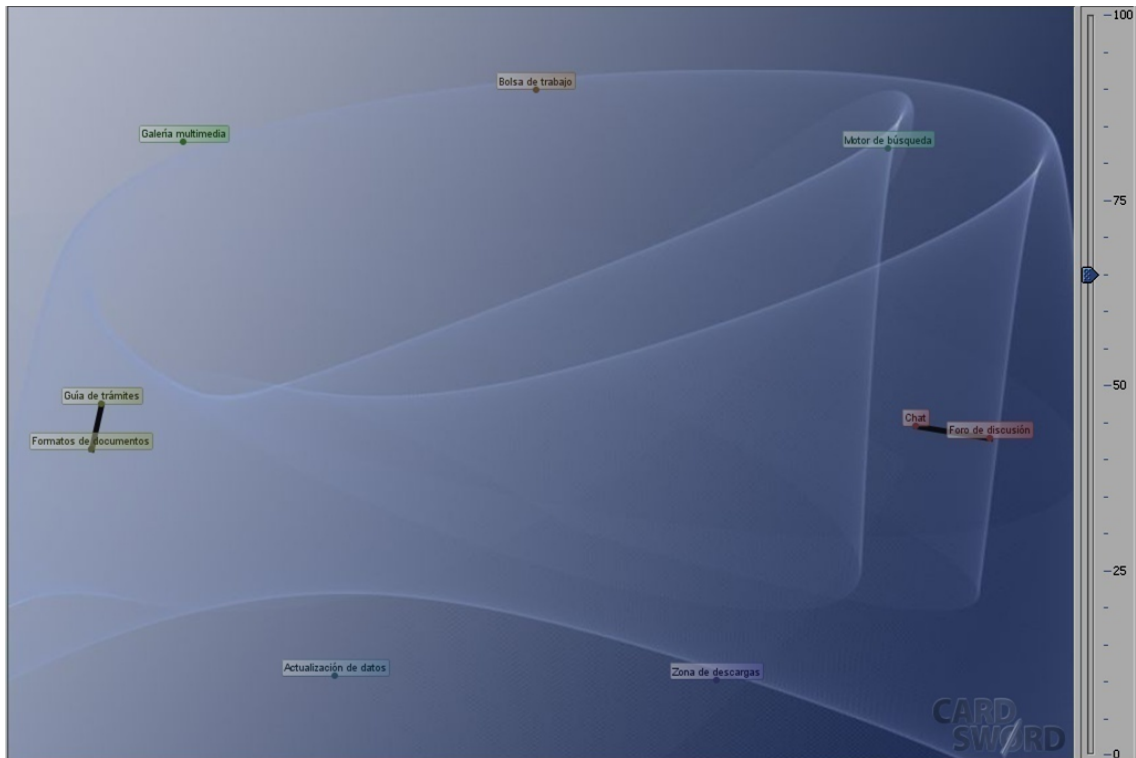 Bolsa de trabajo
Galería multimedia
Motor de búsqueda
Guía de trámites
Formatos de documentos
Chat
Foro de discusión
Actualización de datos
Zona de descargas
CARD
SWORD
100
75
50
25
0